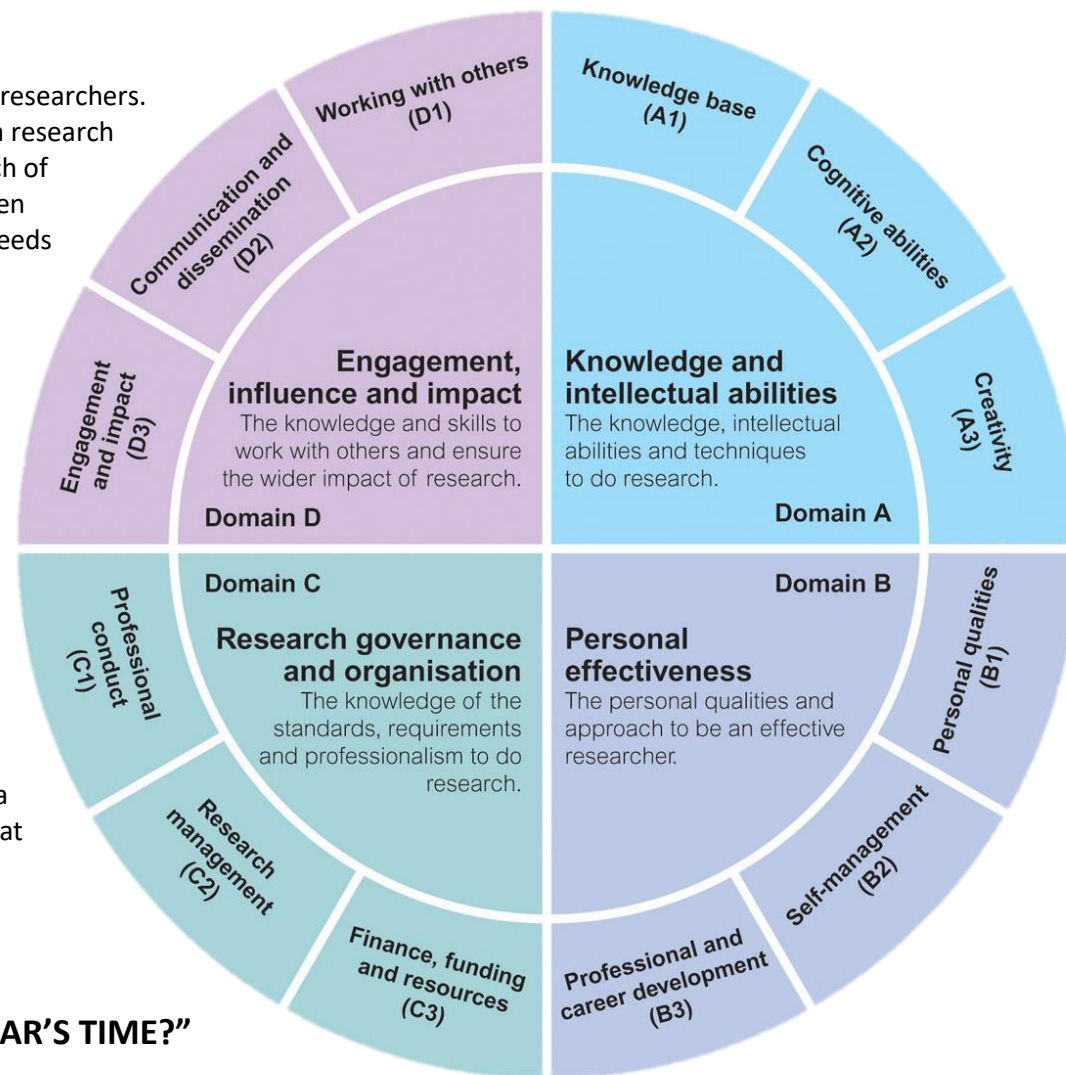 researchers.
research
ch of
en
eeds
a
at
AR’S TIME?”
Working with others
(D1)
Communication and
dissemination
(D2)
Engagement
and impact
(D3)
Knowledge base
(A1)
Cognitive abilities
(A2)
Creativity
(A3)
Engagement,
influence and impact
The knowledge and skills to
work with others and ensure
the wider impact of research.
Domain D
Knowledge and
intellectual abilities
The knowledge, intellectual
abilities and techniques
to do research.
Domain A
Domain C
Research governance
and organisation
The knowledge of the
standards, requirements
and professionalism to do
research.
Domain B
Personal
effectiveness
The personal qualities and
approach to be an effective
researcher.
Personal qualities
(B1)
Self-management
(B2)
Professional and
career development
(B3)
Professional
conduct
(C1)
Research
management
(C2)
Finance, funding
and resources
(C3)